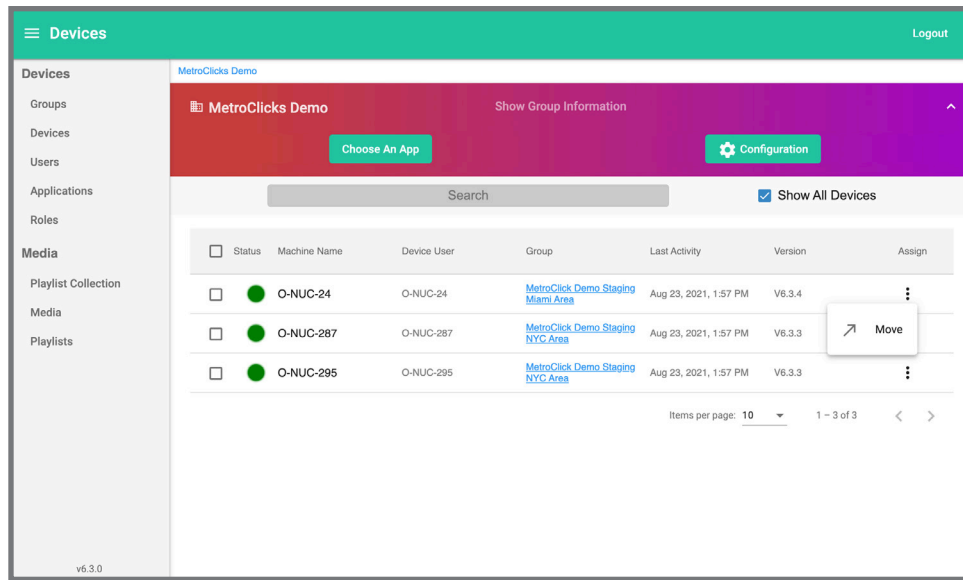 Devices
Logout
Devices
Groups
Devices
Users
Applications
Roles
Media
Playlist Collection
Media
Playlists
v6.3.0
MetroClicks Demo
MetroClicks Demo
Show Group Information
Choose An App
Configuration
Search
Show All Devices
Status Machine Name Device User Group Last Activity Version Assign
O-NUC-24 O-NUC-24 MetroClick Demo Staging Aug 23, 2021, 1:57 PM V6.3.4
Miami Area
O-NUC-287 O-NUC-287 MetroClick Demo Staging Aug 23, 2021, 1:57 PM V6.3.3
NYC Area
Move
O-NUC-295 O-NUC-295 MetroClick Demo Staging Aug 23, 2021, 1:57 PM V6.3.3
NYC Area
Items per page: 10 1 – 3 of 3